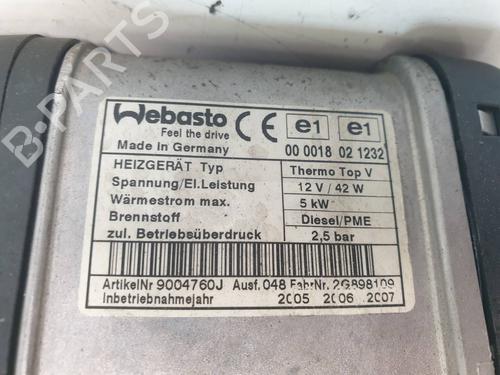 Webasto
Feel the drive
CE e1 e1
Made in Germany 00 0018 02 1232
HEIZGERÄT Typ Thermo Top V
Spannung/El.Leistung 12 V / 42 W
Wärmestrom max. 5 kW
Brennstoff Diesel/PME
zul. Betriebsüberdruck 2,5 bar
ArtikelNr 9004760J Ausf. 048 FabrNr. 2G898109
Inbetriebnahmejahr 2005 2006 2007